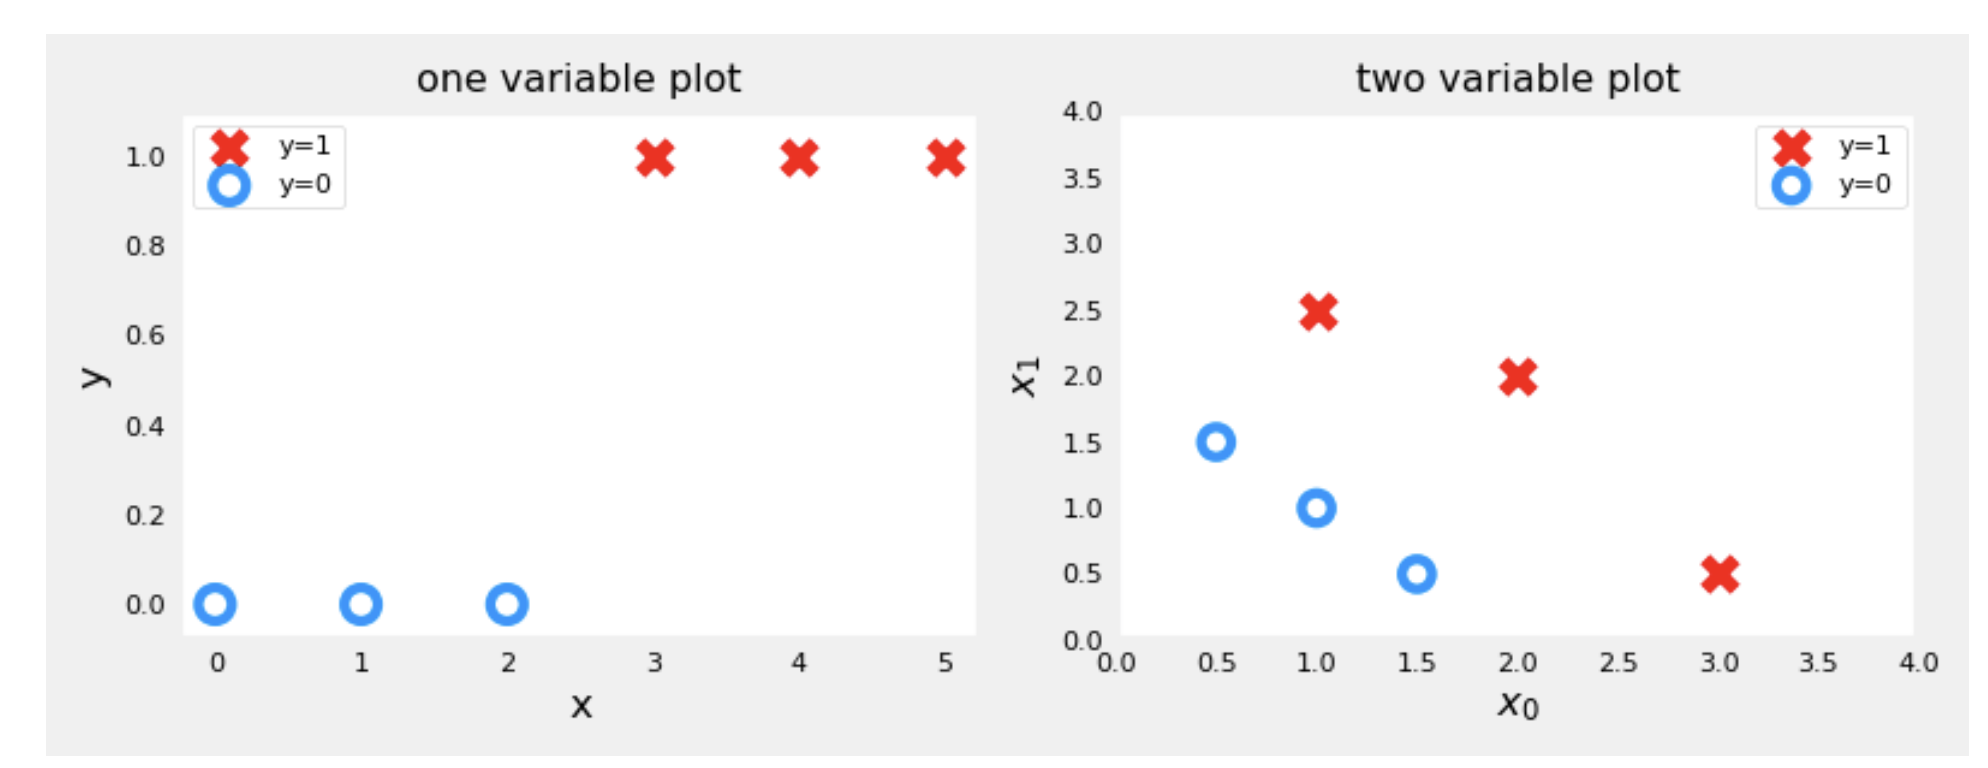 one variable plot
y=1
y=0
1.0
0.8
0.6
0.4
0.2
0.0
y
0 1 2 3 4 5
x
two variable plot
y=1
y=0
4.0
3.5
3.0
2.5
2.0
1.5
1.0
0.5
0.0
x₁
0.0 0.5 1.0 1.5 2.0 2.5 3.0 3.5 4.0
x₀